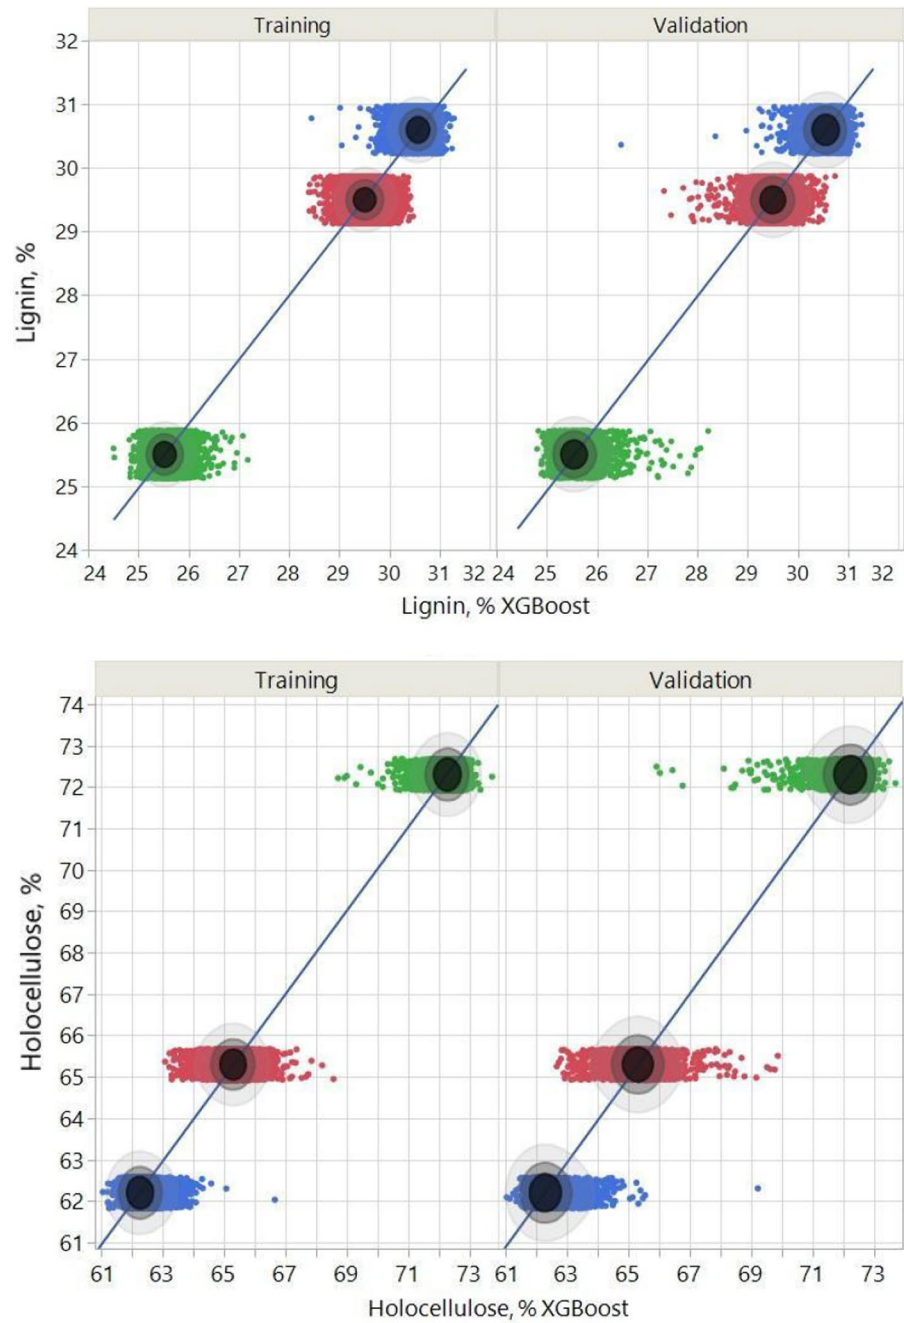 Training Validation
32
31
30
29
28
27
26
25
24
Lignin, %
24 25 26 27 28 29 30 31 32 24 25 26 27 28 29 30 31 32
Lignin, % XGBoost
Training Validation
74
73
72
71
70
69
68
67
66
65
64
63
62
61
Holocellulose, %
61 63 65 67 69 71 73 61 63 65 67 69 71 73
Holocellulose, % XGBoost